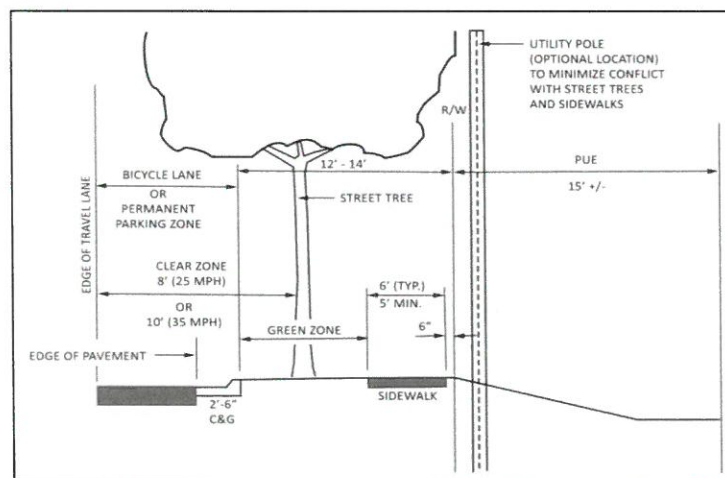 UTILITY POLE
(OPTIONAL LOCATION)
TO MINIMIZE CONFLICT
WITH STREET TREES
AND SIDEWALKS
R/W
12' - 14'
PUE
15' +/-
BICYCLE LANE
OR
PERMANENT
PARKING ZONE
STREET TREE
EDGE OF TRAVEL LANE
CLEAR ZONE
8' (25 MPH)
OR
10' (35 MPH)
6' (TYP.)
5' MIN.
6"
GREEN ZONE
EDGE OF PAVEMENT
2'-6"
C&G
SIDEWALK